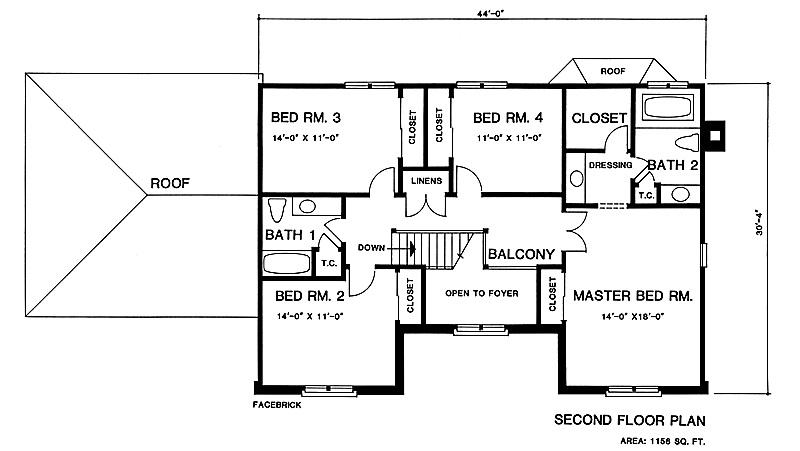 44'-0"
ROOF
BED RM. 3
14'-0" X 11'-0"
CLOSET
CLOSET
BED RM. 4
11'-0" X 11'-0"
CLOSET
DRESSING
BATH 2
T.C.
LINENS
ROOF
BATH 1
T.C.
DOWN
BALCONY
30'-4"
BED RM. 2
14'-0" X 11'-0"
CLOSET
OPEN TO FOYER
CLOSET
MASTER BED RM.
14'-0" X18'-0"
FACEBRICK
SECOND FLOOR PLAN
AREA: 1156 SQ. FT.